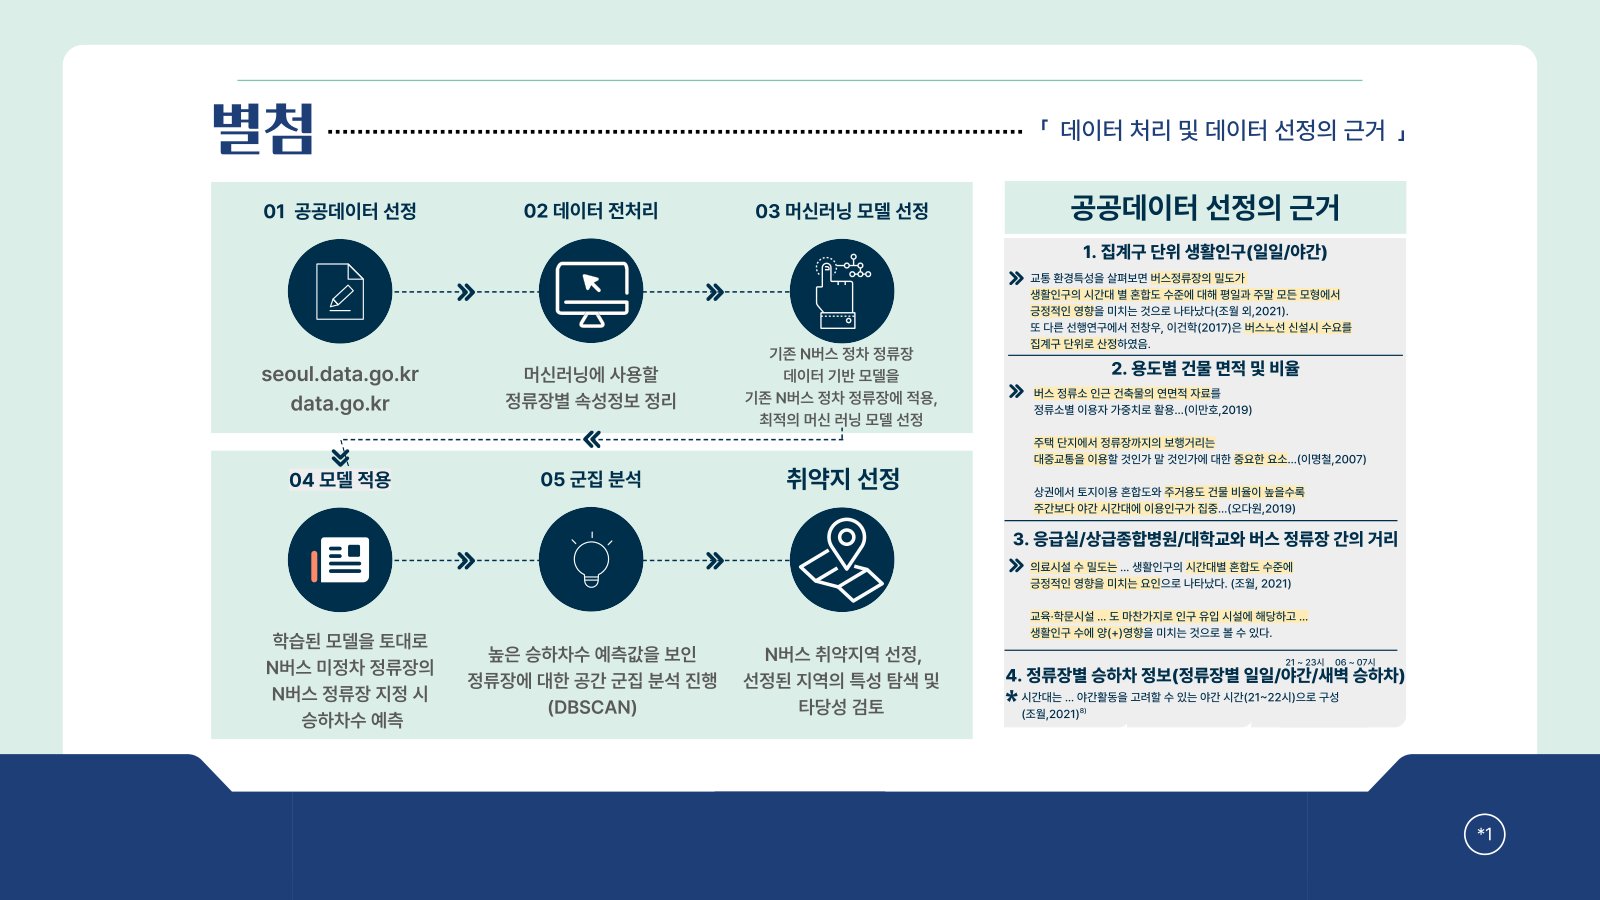 별첨
「 데이터 처리 및 데이터 선정의 근거 」
01 공공데이터 선정
seoul.data.go.kr
data.go.kr
02 데이터 전처리
머신러닝에 사용할
정류장별 속성정보 정리
03 머신러닝 모델 선정
기존 N버스 정차 정류장
데이터 기반 모델을
기존 N버스 정차 정류장에 적용,
최적의 머신 러닝 모델 선정
04 모델 적용
학습된 모델을 토대로
N버스 미정차 정류장의
N버스 정류장 지정 시
승하차수 예측
05 군집 분석
높은 승하차수 예측값을 보인
정류장에 대한 공간 군집 분석 진행
(DBSCAN)
취약지 선정
N버스 취약지역 선정,
선정된 지역의 특성 탐색 및
타당성 검토
공공데이터 선정의 근거
1. 집계구 단위 생활인구(일일/야간)
교통 환경특성을 살펴보면 버스정류장의 밀도가
생활인구의 시간대 별 혼합도 수준에 대해 평일과 주말 모든 모형에서
긍정적인 영향을 미치는 것으로 나타났다(조월 외,2021).
또 다른 선행연구에서 전창우, 이건학(2017)은 버스노선 신설시 수요를
집계구 단위로 산정하였음.
2. 용도별 건물 면적 및 비율
버스 정류소 인근 건축물의 연면적 자료를
정류소별 이용자 가중치로 활용...(이만호,2019)
주택 단지에서 정류장까지의 보행거리는
대중교통을 이용할 것인가 말 것인가에 대한 중요한 요소...(이명철,2007)
상권에서 토지이용 혼합도와 주거용도 건물 비율이 높을수록
주간보다 야간 시간대에 이용인구가 집중...(오다원,2019)
3. 응급실/상급종합병원/대학교와 버스 정류장 간의 거리
의료시설 수 밀도는 ... 생활인구의 시간대별 혼합도 수준에
긍정적인 영향을 미치는 요인으로 나타났다. (조월, 2021)
교육·학문시설 ... 도 마찬가지로 인구 유입 시설에 해당하고 ...
생활인구 수에 양(+)영향을 미치는 것으로 볼 수 있다.
21 ~ 23시 06 ~ 07시
4. 정류장별 승하차 정보(정류장별 일일/야간/새벽 승하차)
* 시간대는 ... 야간활동을 고려할 수 있는 야간 시간(21~22시)으로 구성
(조월,2021)8)
*1